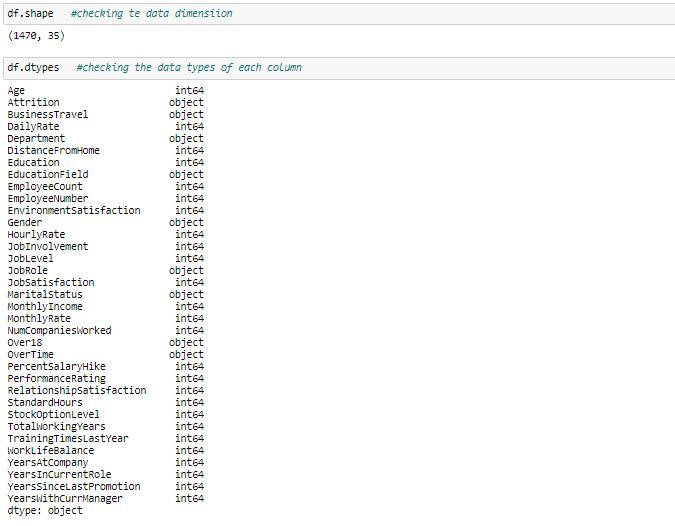 df.shape #checking te data dimensiion
(1470, 35)
df.dtypes #checking the data types of each column
Age int64
Attrition object
BusinessTravel object
DailyRate int64
Department object
DistanceFromHome int64
Education int64
EducationField object
EmployeeCount int64
EmployeeNumber int64
EnvironmentSatisfaction int64
Gender object
HourlyRate int64
JobInvolvement int64
JobLevel int64
JobRole object
JobSatisfaction int64
MaritalStatus object
MonthlyIncome int64
MonthlyRate int64
NumCompaniesWorked int64
Over18 object
OverTime object
PercentSalaryHike int64
PerformanceRating int64
RelationshipSatisfaction int64
StandardHours int64
StockOptionLevel int64
TotalWorkingYears int64
TrainingTimesLastYear int64
WorkLifeBalance int64
YearsAtCompany int64
YearsInCurrentRole int64
YearsSinceLastPromotion int64
YearsWithCurrManager int64
dtype: object